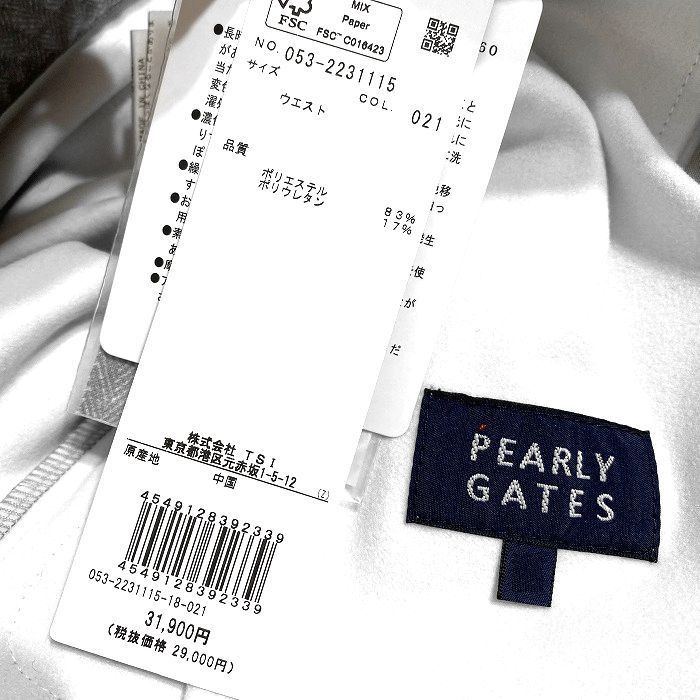 MIX
Paper
FSC
FSC™ C016423
NO. 053-2231115
サイズ
COL. 021
ウエスト
品質
ポリエステル 83%
ポリウレタン 17%
株式会社 TSI
東京都港区元赤坂1-5-12
原産地
中国
(Z)
4549128392339
4549128392339
053-2231115-18-021
31,900円
(税抜価格 29,000円)
60
PEARLY
GATES